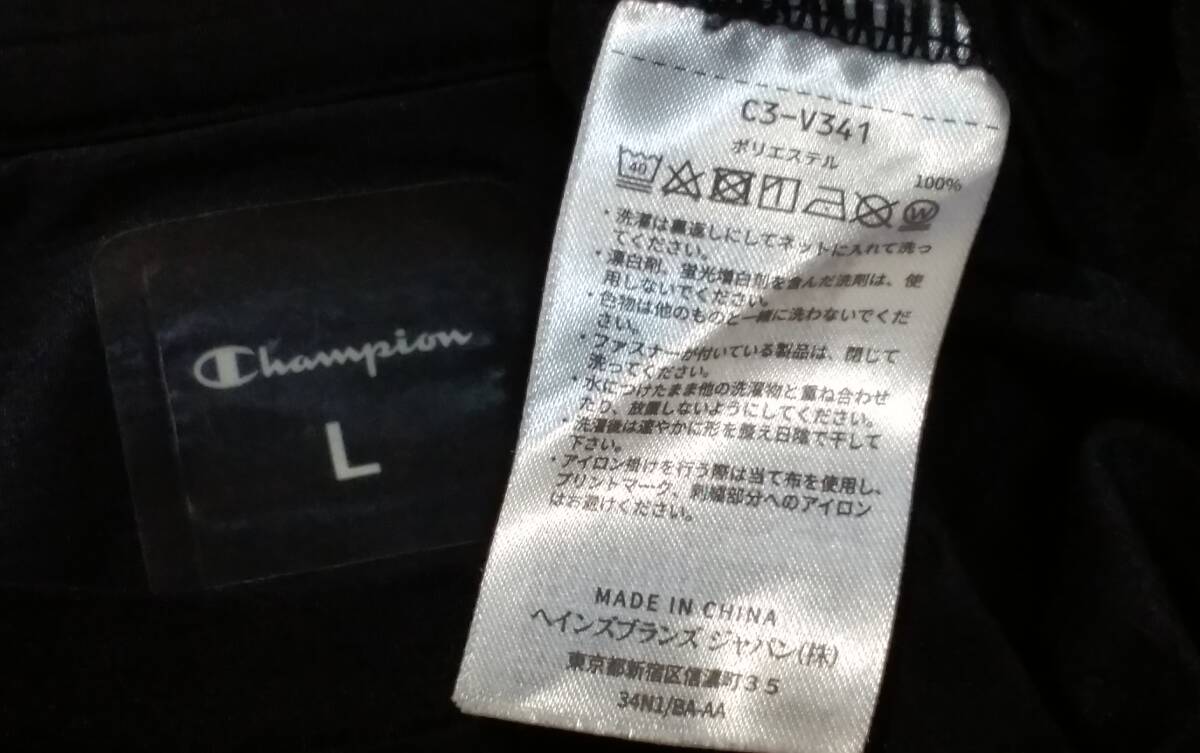 Champion
L
C3-V341
ポリエステル
100%
40
W
・洗濯は裏返しにしてネットに入れて洗っ
てください。
・漂白剤、蛍光増白剤を含んだ洗剤は、使
用しないでください。
・色物は他のものと一緒に洗わないでくだ
さい。
・ファスナーが付いている製品は、閉じて
洗ってください。
・水につけたまま他の洗濯物と重ね合わせ
たり、放置しないようにしてください。
・洗濯後は速やかに形を整え日陰で干して
下さい。
・アイロン掛けを行う際は当て布を使用し、
プリントマーク、刺繍部分へのアイロン
はお避けください。
MADE IN CHINA
ヘインズブランズ ジャパン(株)
東京都新宿区信濃町35
34N1/BA-AA